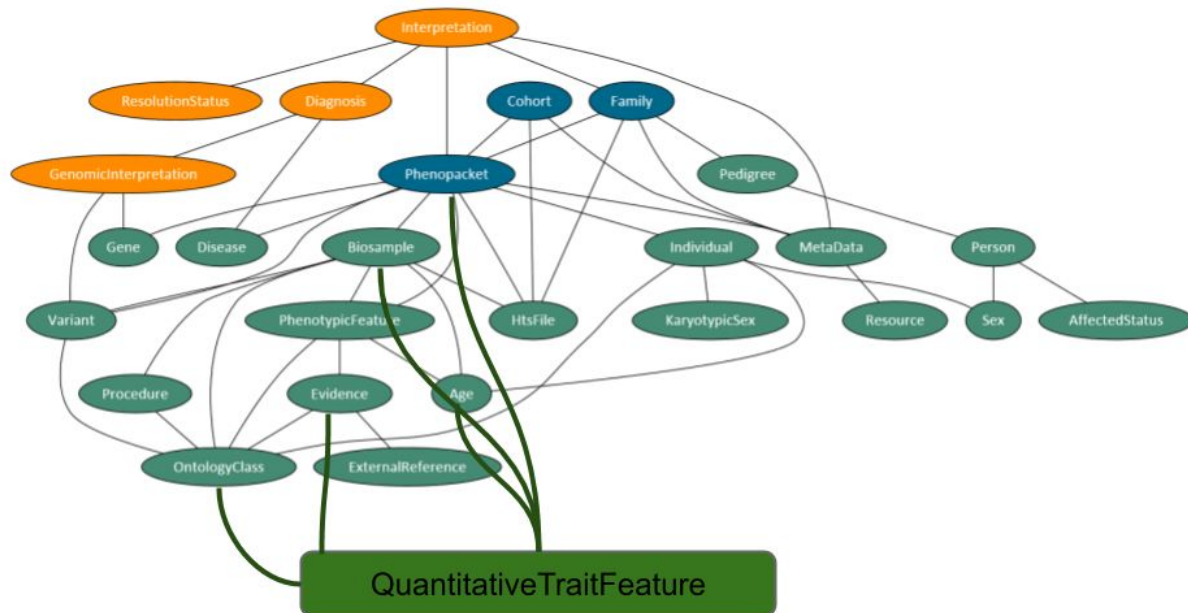 Interpretation
ResolutionStatus
Diagnosis
Cohort
Family
GenomicInterpretation
Phenopacket
Pedigree
Gene
Disease
Biosample
Individual
MetaData
Person
Variant
PhenotypicFeature
HtsFile
KaryotypicSex
Resource
Sex
AffectedStatus
Procedure
Evidence
Age
OntologyClass
ExternalReference
QuantitativeTraitFeature